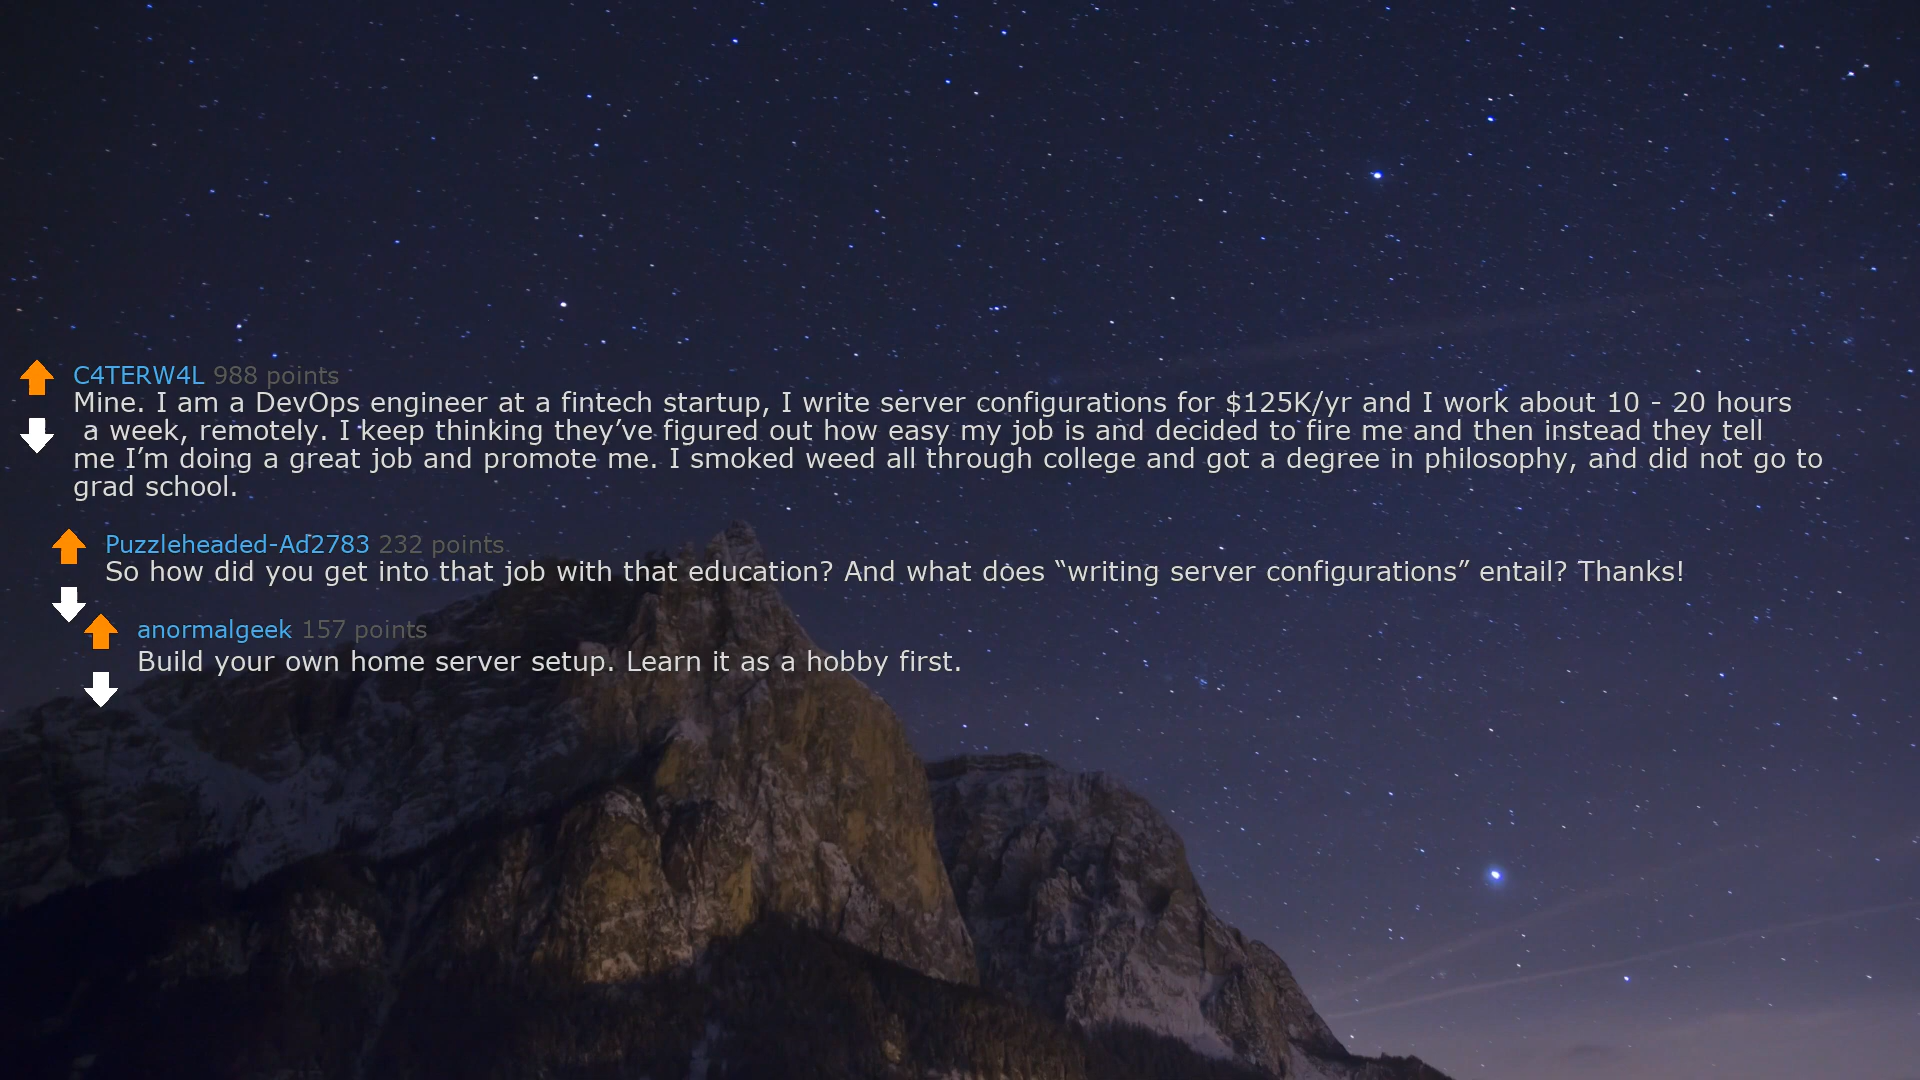 C4TERW4L 988 points
Mine. I am a DevOps engineer at a fintech startup, I write server configurations for $125K/yr and I work about 10 - 20 hours
a week, remotely. I keep thinking they’ve figured out how easy my job is and decided to fire me and then instead they tell
me I’m doing a great job and promote me. I smoked weed all through college and got a degree in philosophy, and did not go to
grad school.
Puzzleheaded-Ad2783 232 points
So how did you get into that job with that education? And what does “writing server configurations” entail? Thanks!
anormalgeek 157 points
Build your own home server setup. Learn it as a hobby first.